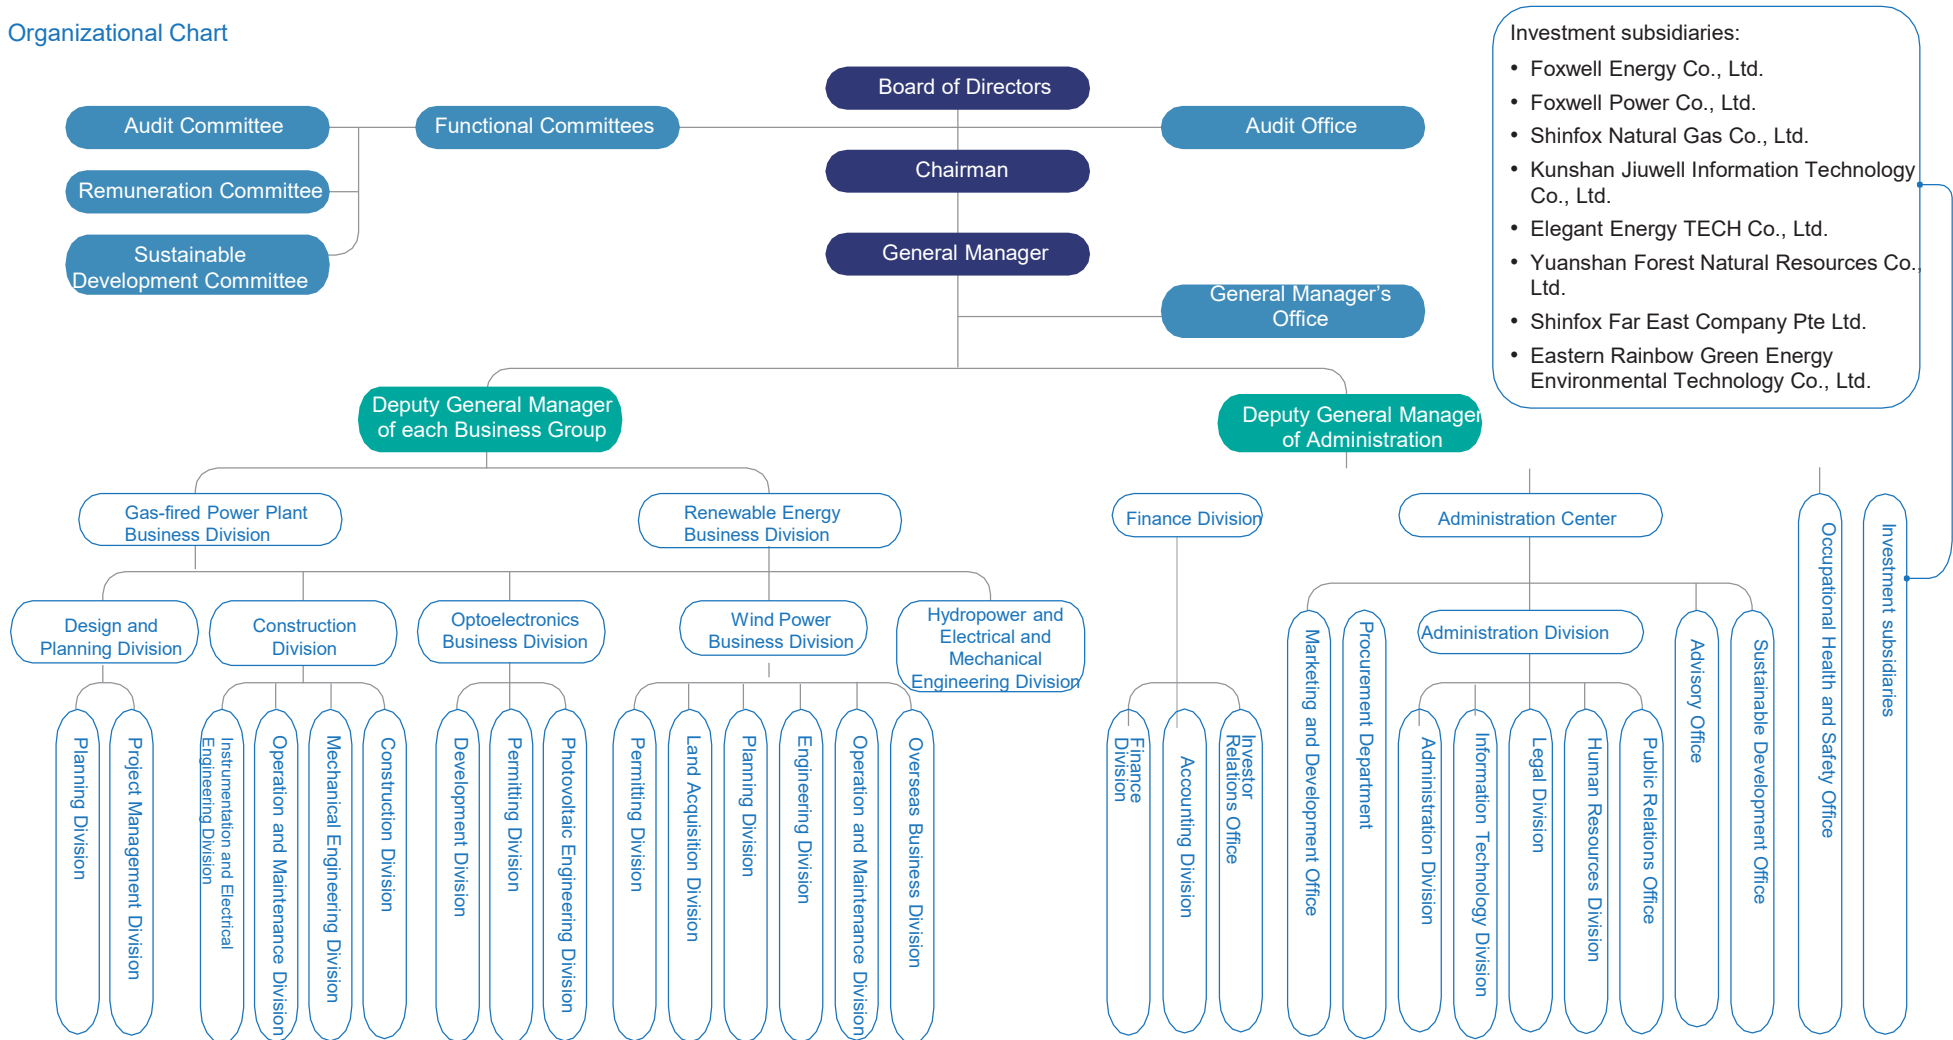 Organizational Chart
Board of Directors
Audit Committee
Functional Committees
Audit Office
Chairman
Remuneration Committee
General Manager
Sustainable
Development Committee
General Manager's
Office
Investment subsidiaries:
• Foxwell Energy Co., Ltd.
• Foxwell Power Co., Ltd.
• Shinfox Natural Gas Co., Ltd.
• Kunshan Jiuwell Information Technology
Co., Ltd.
• Elegant Energy TECH Co., Ltd.
• Yuanshan Forest Natural Resources Co.,
Ltd.
• Shinfox Far East Company Pte Ltd.
• Eastern Rainbow Green Energy
Environmental Technology Co., Ltd.
Deputy General Manager
of each Business Group
Deputy General Manager
of Administration
Gas-fired Power Plant
Business Division
Renewable Energy
Business Division
Finance Division
Administration Center
Occupational Health and Safety Office
Investment subsidiaries
Design and
Planning Division
Construction
Division
Optoelectronics
Business Division
Wind Power
Business Division
Hydropower and
Electrical and
Mechanical
Engineering Division
Marketing and Development Office
Procurement Department
Administration Division
Advisory Office
Sustainable Development Office
Planning Division
Project Management Division
Instrumentation and Electrical
Engineering Division
Operation and Maintenance Division
Mechanical Engineering Division
Construction Division
Development Division
Permitting Division
Photovoltaic Engineering Division
Permitting Division
Land Acquisition Division
Planning Division
Engineering Division
Operation and Maintenance Division
Overseas Business Division
Finance
Division
Accounting Division
Investor
Relations Office
Administration Division
Information Technology Division
Legal Division
Human Resources Division
Public Relations Office